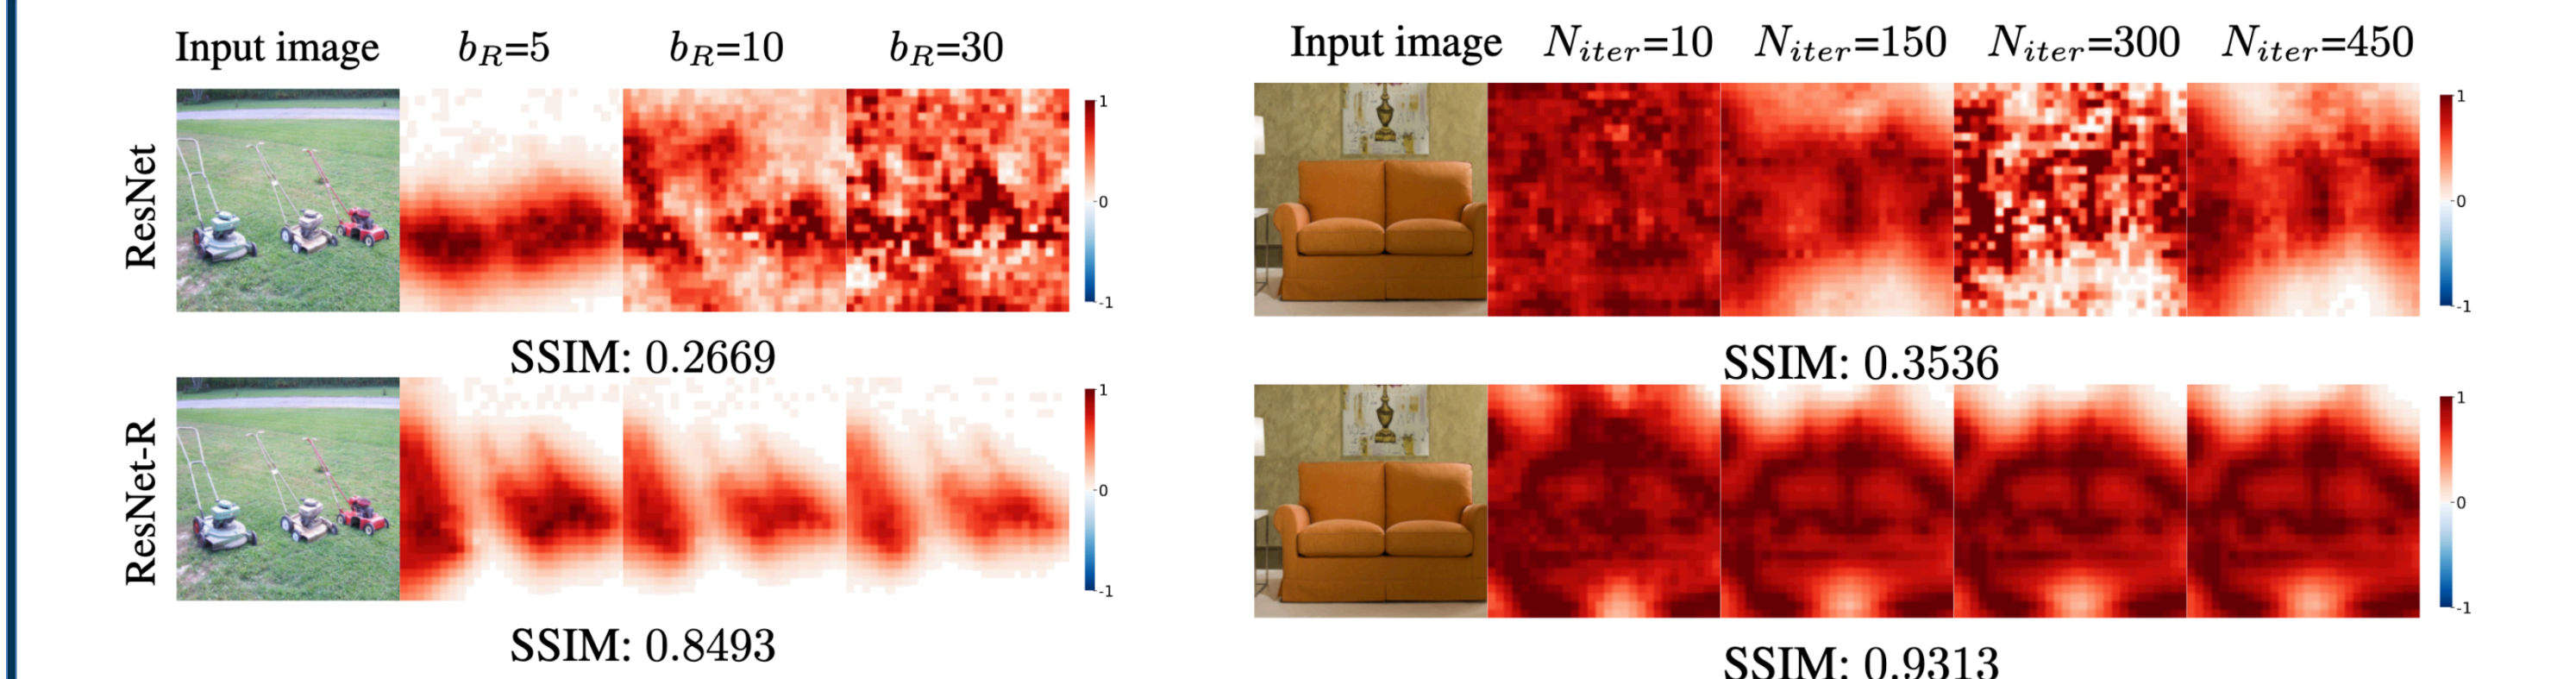 Input image b_R=5 b_R=10 b_R=30
ResNet
1
0
-1
SSIM: 0.2669
ResNet-R
1
0
-1
SSIM: 0.8493
Input image N_iter=10 N_iter=150 N_iter=300 N_iter=450
1
0
-1
SSIM: 0.3536
1
0
-1
SSIM: 0.9313